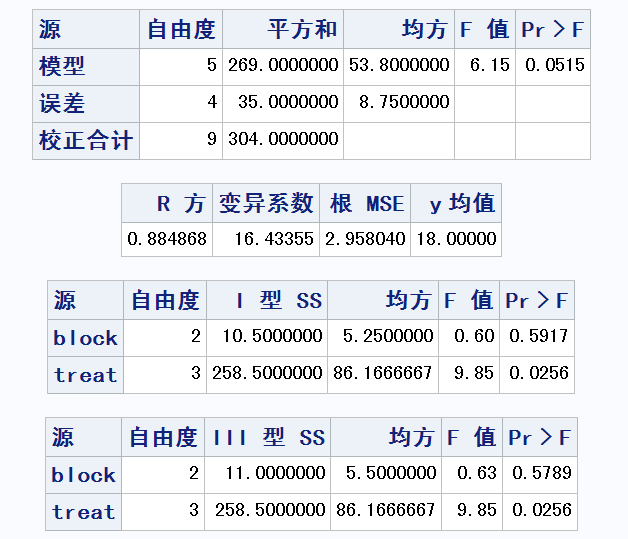 源 自由度 平方和 均方 F 值 Pr > F
模型 5 269.0000000 53.8000000 6.15 0.0515
误差 4 35.0000000 8.7500000
校正合计 9 304.0000000
R 方 变异系数 根 MSE y 均值
0.884868 16.43355 2.958040 18.00000
源 自由度 I 型 SS 均方 F 值 Pr > F
block 2 10.5000000 5.2500000 0.60 0.5917
treat 3 258.5000000 86.1666667 9.85 0.0256
源 自由度 III 型 SS 均方 F 值 Pr > F
block 2 11.0000000 5.5000000 0.63 0.5789
treat 3 258.5000000 86.1666667 9.85 0.0256